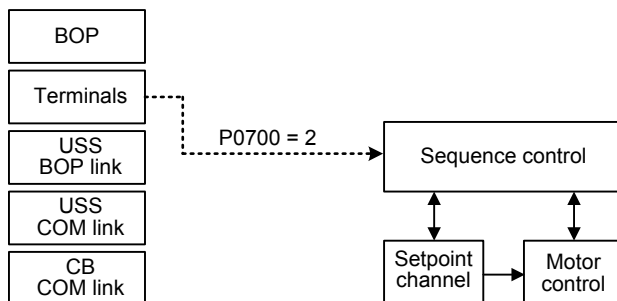 BOP
Terminals
USS
BOP link
USS
COM link
CB
COM link
P0700 = 2
Sequence control
Setpoint
channel
Motor
control